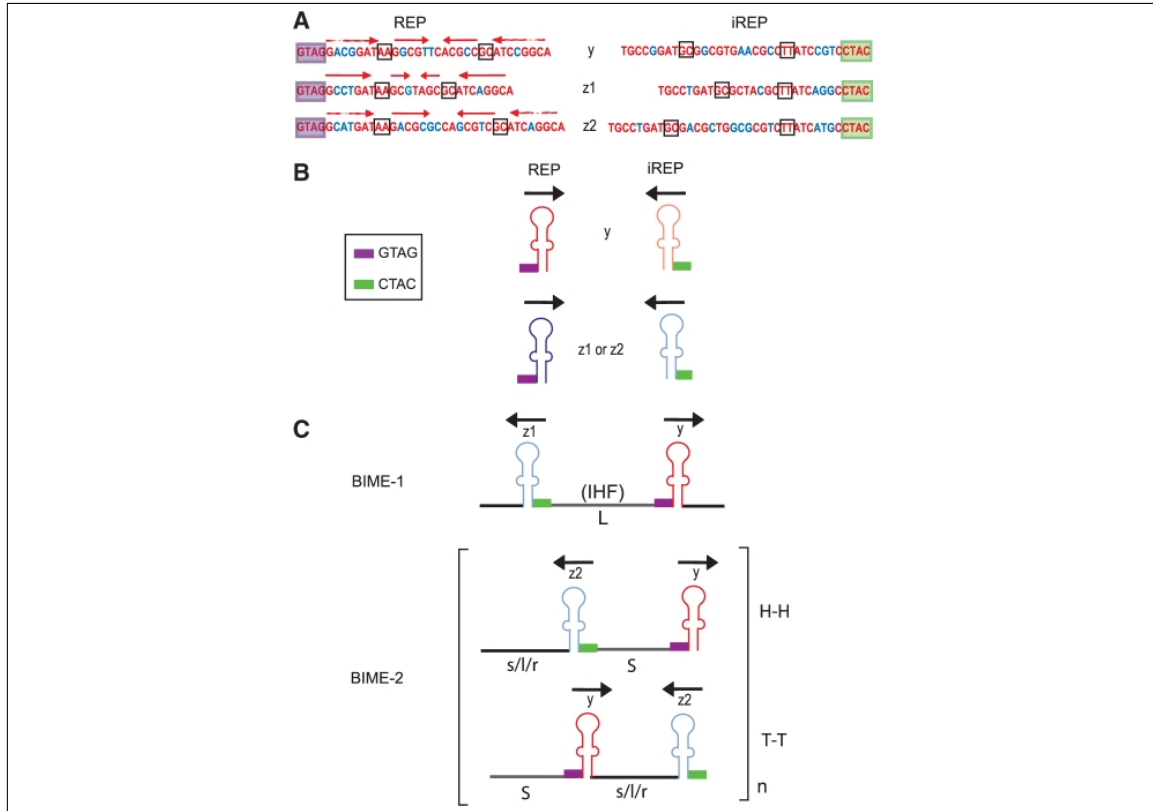 A
REP
iREP
GTAGGACGGATAAGGCGTTCACGCCGCATCCGGCA y TGCCGGATGCGGCGTGAACGCCTTATCCGTCCTAC
GTAGGCCTGATAAGCGTAGCGCATCAGGCA z1 TGCCTGATGCGCTACGCTTATCAGGCCTAC
GTAGGCATGATAAGACGCGCCAGCGTCGCATCAGGCA z2 TGCCTGATGCGACGCTGGCGCGTCTTATCATGCCTAC
B
REP iREP
y
GTAG
CTAC
z1 or z2
C
z1 y
BIME-1
(IHF)
L
z2 y
H-H
s/l/r S
BIME-2
y z2
T-T
S s/l/r n